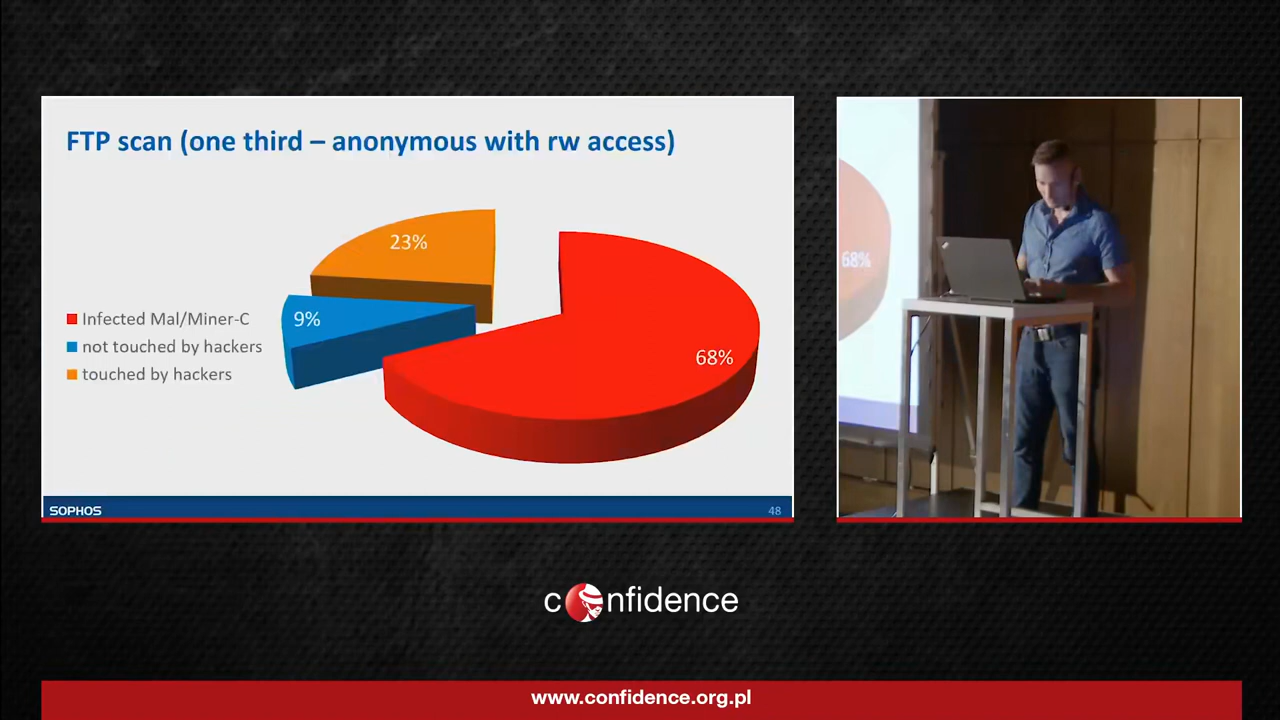 FTP scan (one third – anonymous with rw access)
23%
9%
68%
Infected Mal/Miner-C
not touched by hackers
touched by hackers
SOPHOS
48
68%
confidence
www.confidence.org.pl